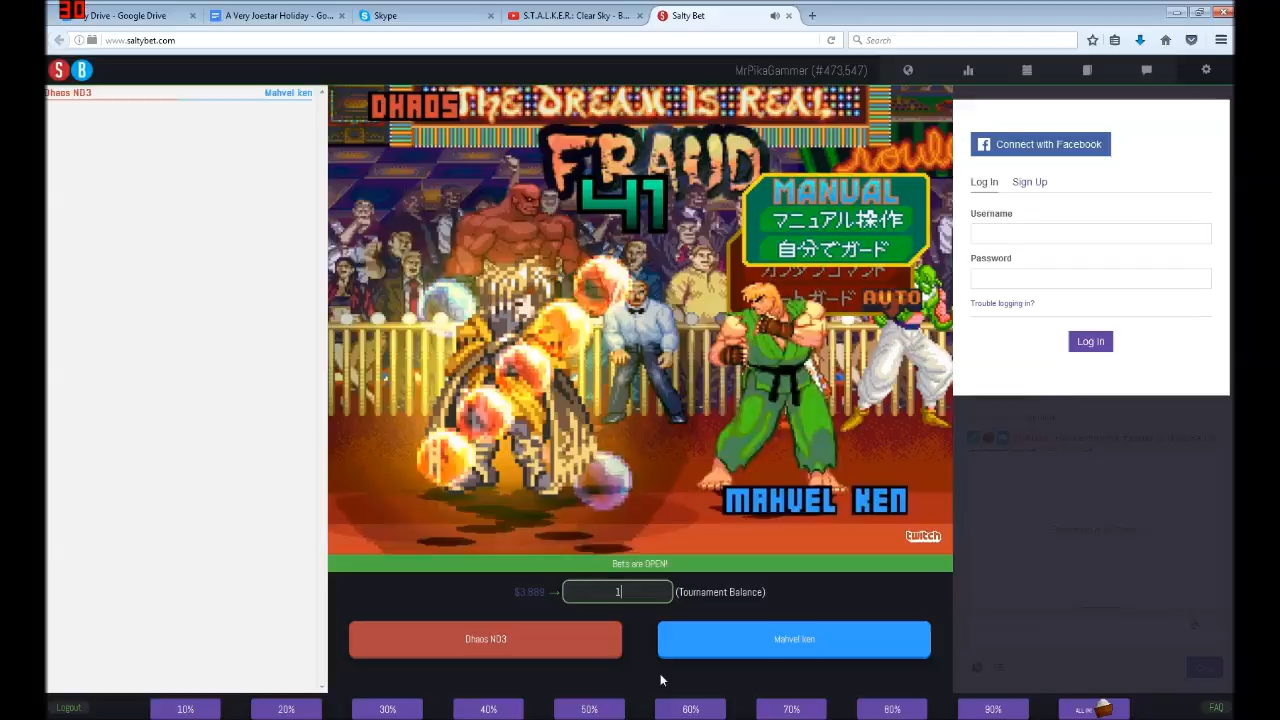 30
y Drive - Google Drive
A Very Joestar Holiday - Go...
Skype
S.T.A.L.K.E.R.: Clear Sky - B...
Salty Bet
www.saltybet.com
Search
S B
MrPikaGammer (#473,547)
Dhaos ND3
Mahvel ken
DHAOS
THE DREAM IS REAL
FRAUD
41
MANUAL
マニュアル操作
自分でガード
AUTO
MAHVEL KEN
twitch
Connect with Facebook
Log In
Sign Up
Username
Password
Trouble logging in?
Log In
Bets are OPEN!
$3,889 → 1 (Tournament Balance)
Dhaos ND3
Mahvel ken
Logout
10%
20%
30%
40%
50%
60%
70%
80%
90%
ALL IN!
FAQ